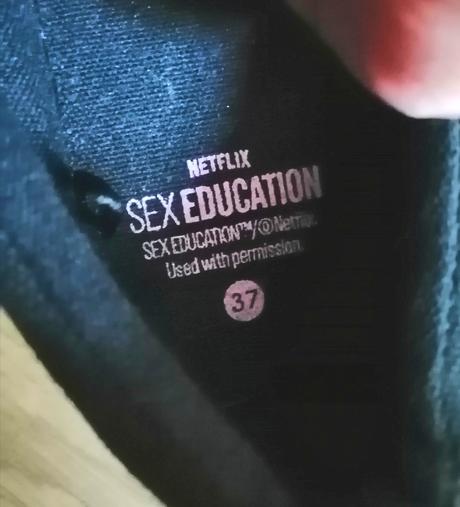 NETFLIX
SEX EDUCATION
SEX EDUCATION™/© Netflix.
Used with permission.
37